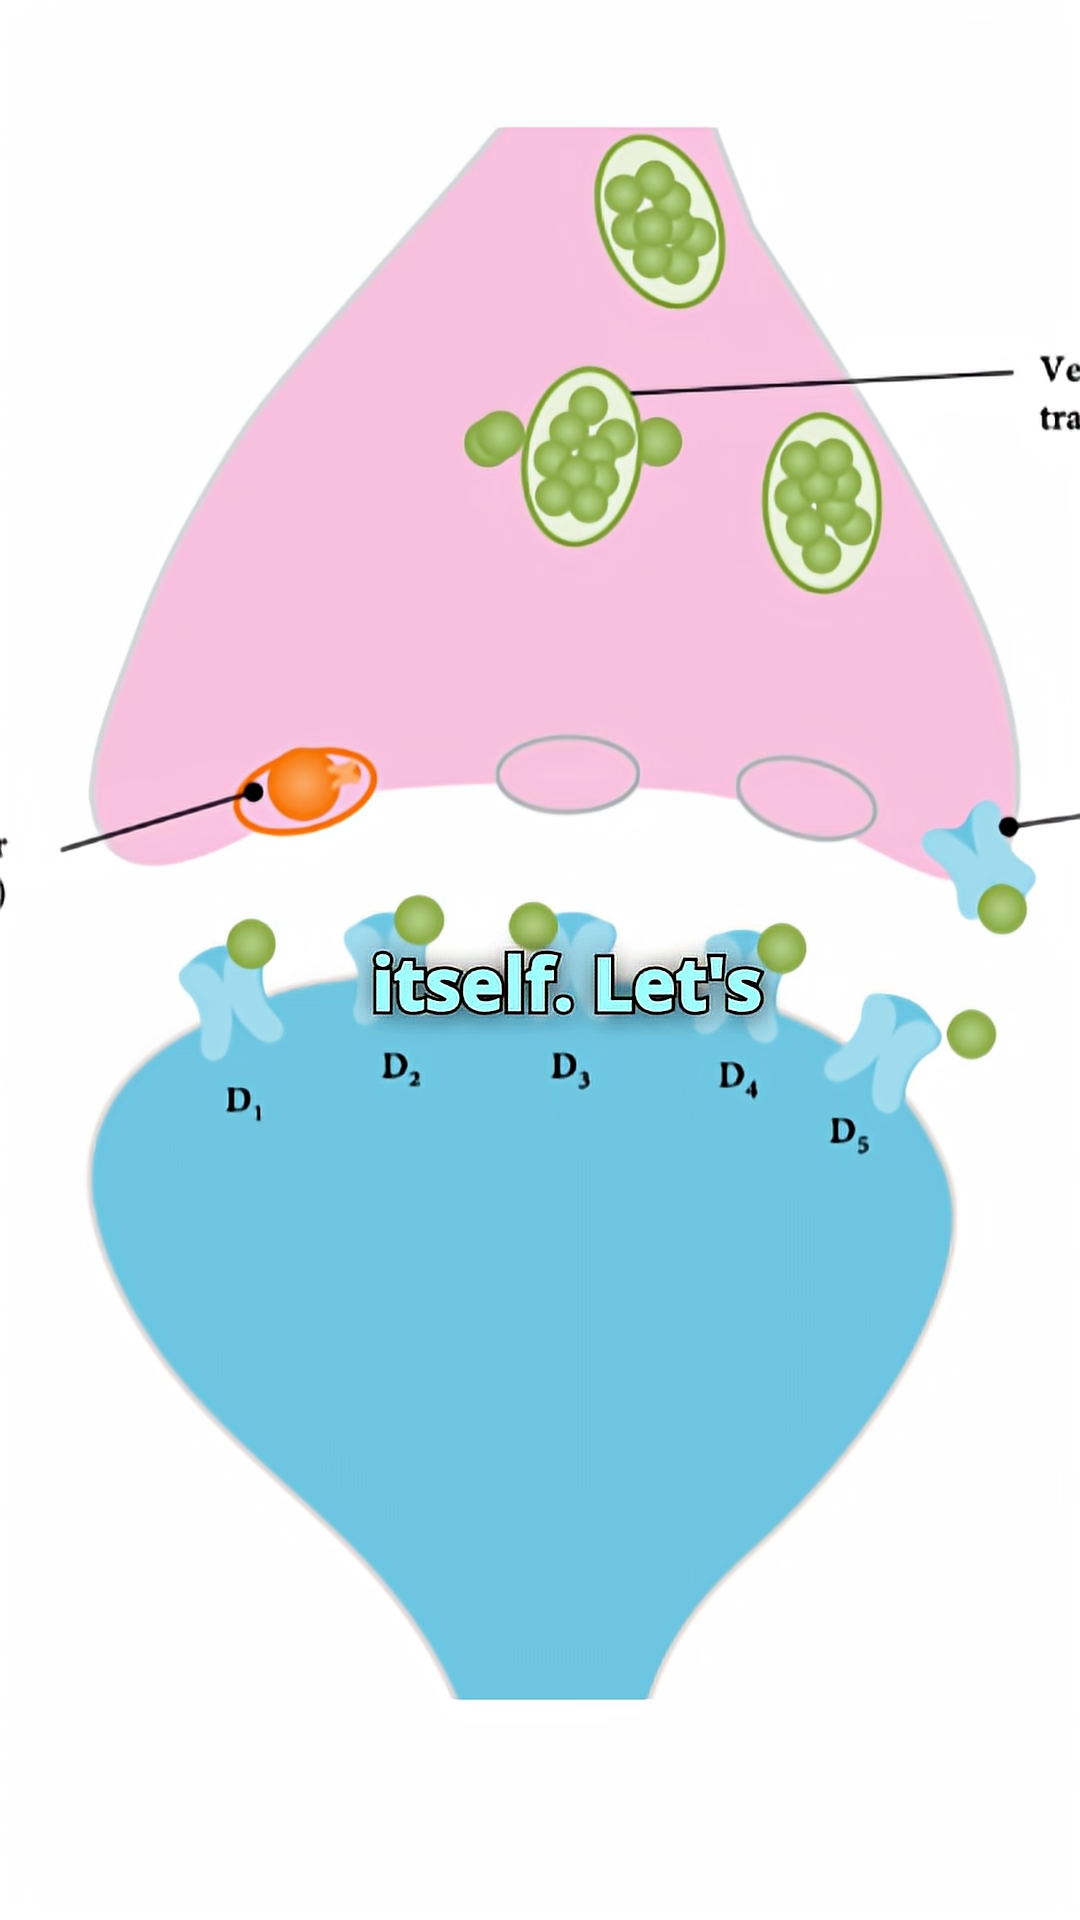 Ve
tra
r
)
itself. Let's
D₁
D₂
D₃
D₄
D₅